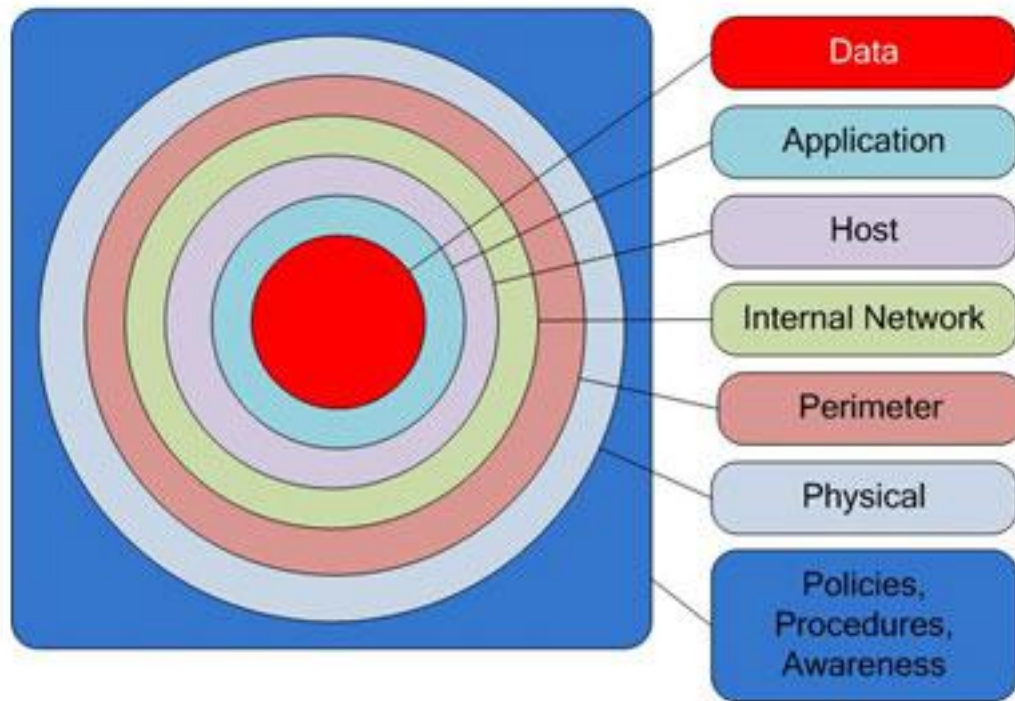 Data
Application
Host
Internal Network
Perimeter
Physical
Policies,
Procedures,
Awareness